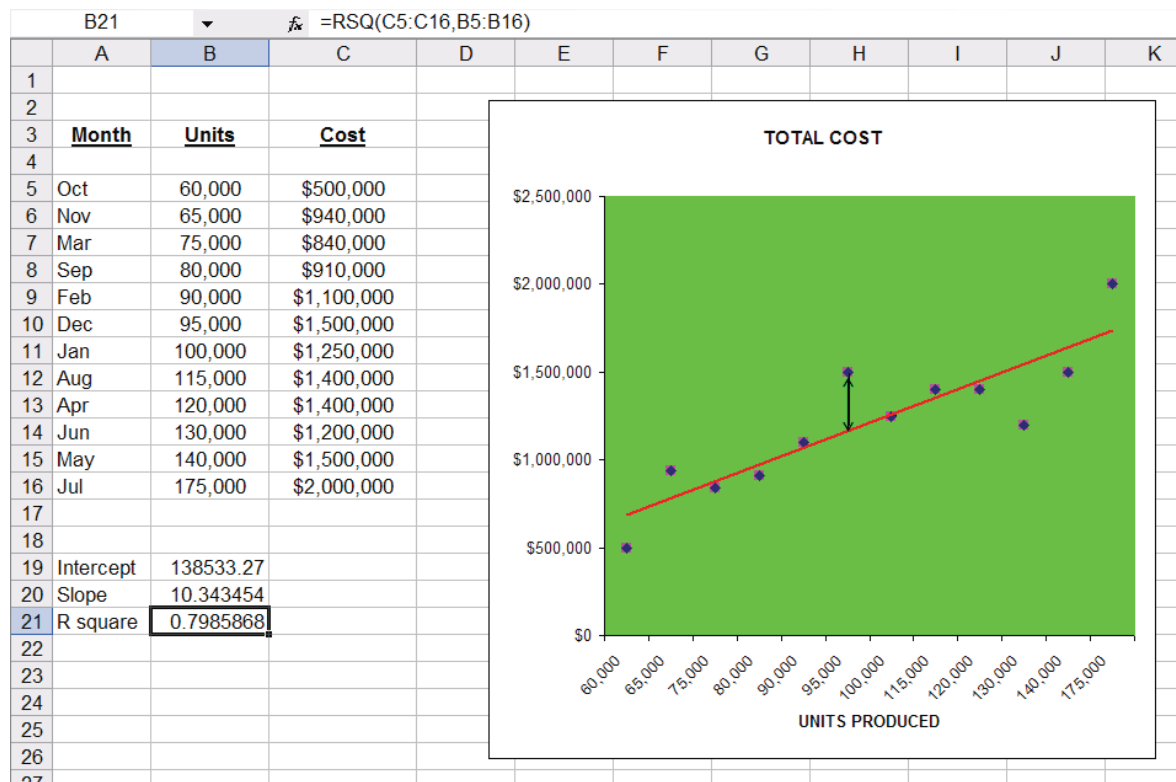 B21 fx =RSQ(C5:C16,B5:B16)
A B C D E F G H I J K
1
2
3 Month Units Cost
4
5 Oct 60,000 $500,000
6 Nov 65,000 $940,000
7 Mar 75,000 $840,000
8 Sep 80,000 $910,000
9 Feb 90,000 $1,100,000
10 Dec 95,000 $1,500,000
11 Jan 100,000 $1,250,000
12 Aug 115,000 $1,400,000
13 Apr 120,000 $1,400,000
14 Jun 130,000 $1,200,000
15 May 140,000 $1,500,000
16 Jul 175,000 $2,000,000
17
18
19 Intercept 138533.27
20 Slope 10.343454
21 R square 0.7985868
22
23
24
25
26
27
TOTAL COST
$2,500,000
$2,000,000
$1,500,000
$1,000,000
$500,000
$0
60,000 65,000 75,000 80,000 90,000 95,000 100,000 115,000 120,000 130,000 140,000 175,000
UNITS PRODUCED